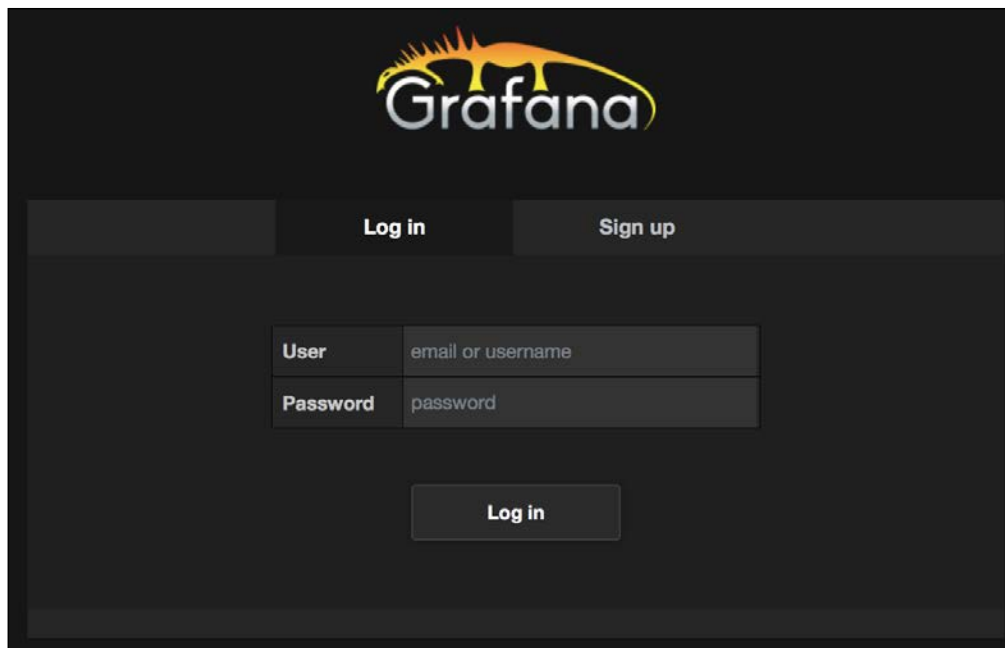 Grafana
Log in Sign up
User email or username
Password password
Log in